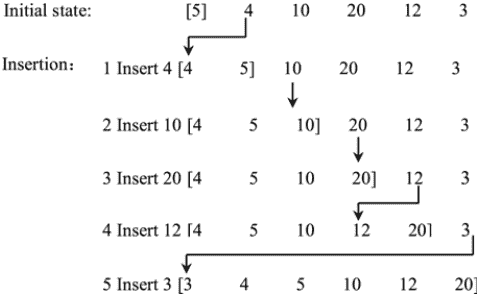 Initial state: [5] 4 10 20 12 3
Insertion： 1 Insert 4 [4 5] 10 20 12 3
2 Insert 10 [4 5 10] 20 12 3
3 Insert 20 [4 5 10 20] 12 3
4 Insert 12 [4 5 10 12 20] 3
5 Insert 3 [3 4 5 10 12 20]